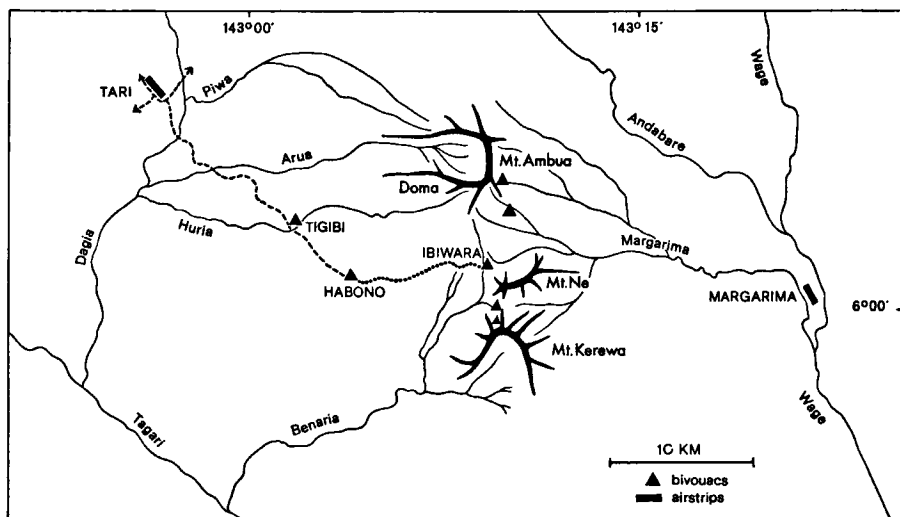 143° 00'
143° 15'
TARI
Piwa
Wage
Andabare
Arua
Mt. Ambua
Doma
Dagia
Huria
TIGIBI
IBIWARA
Margarima
HABONO
Mt. Ne
MARGARIMA
6° 00'
Mt. Kerewa
Tagari
Benaria
Wage
10 KM
bivouacs
airstrips